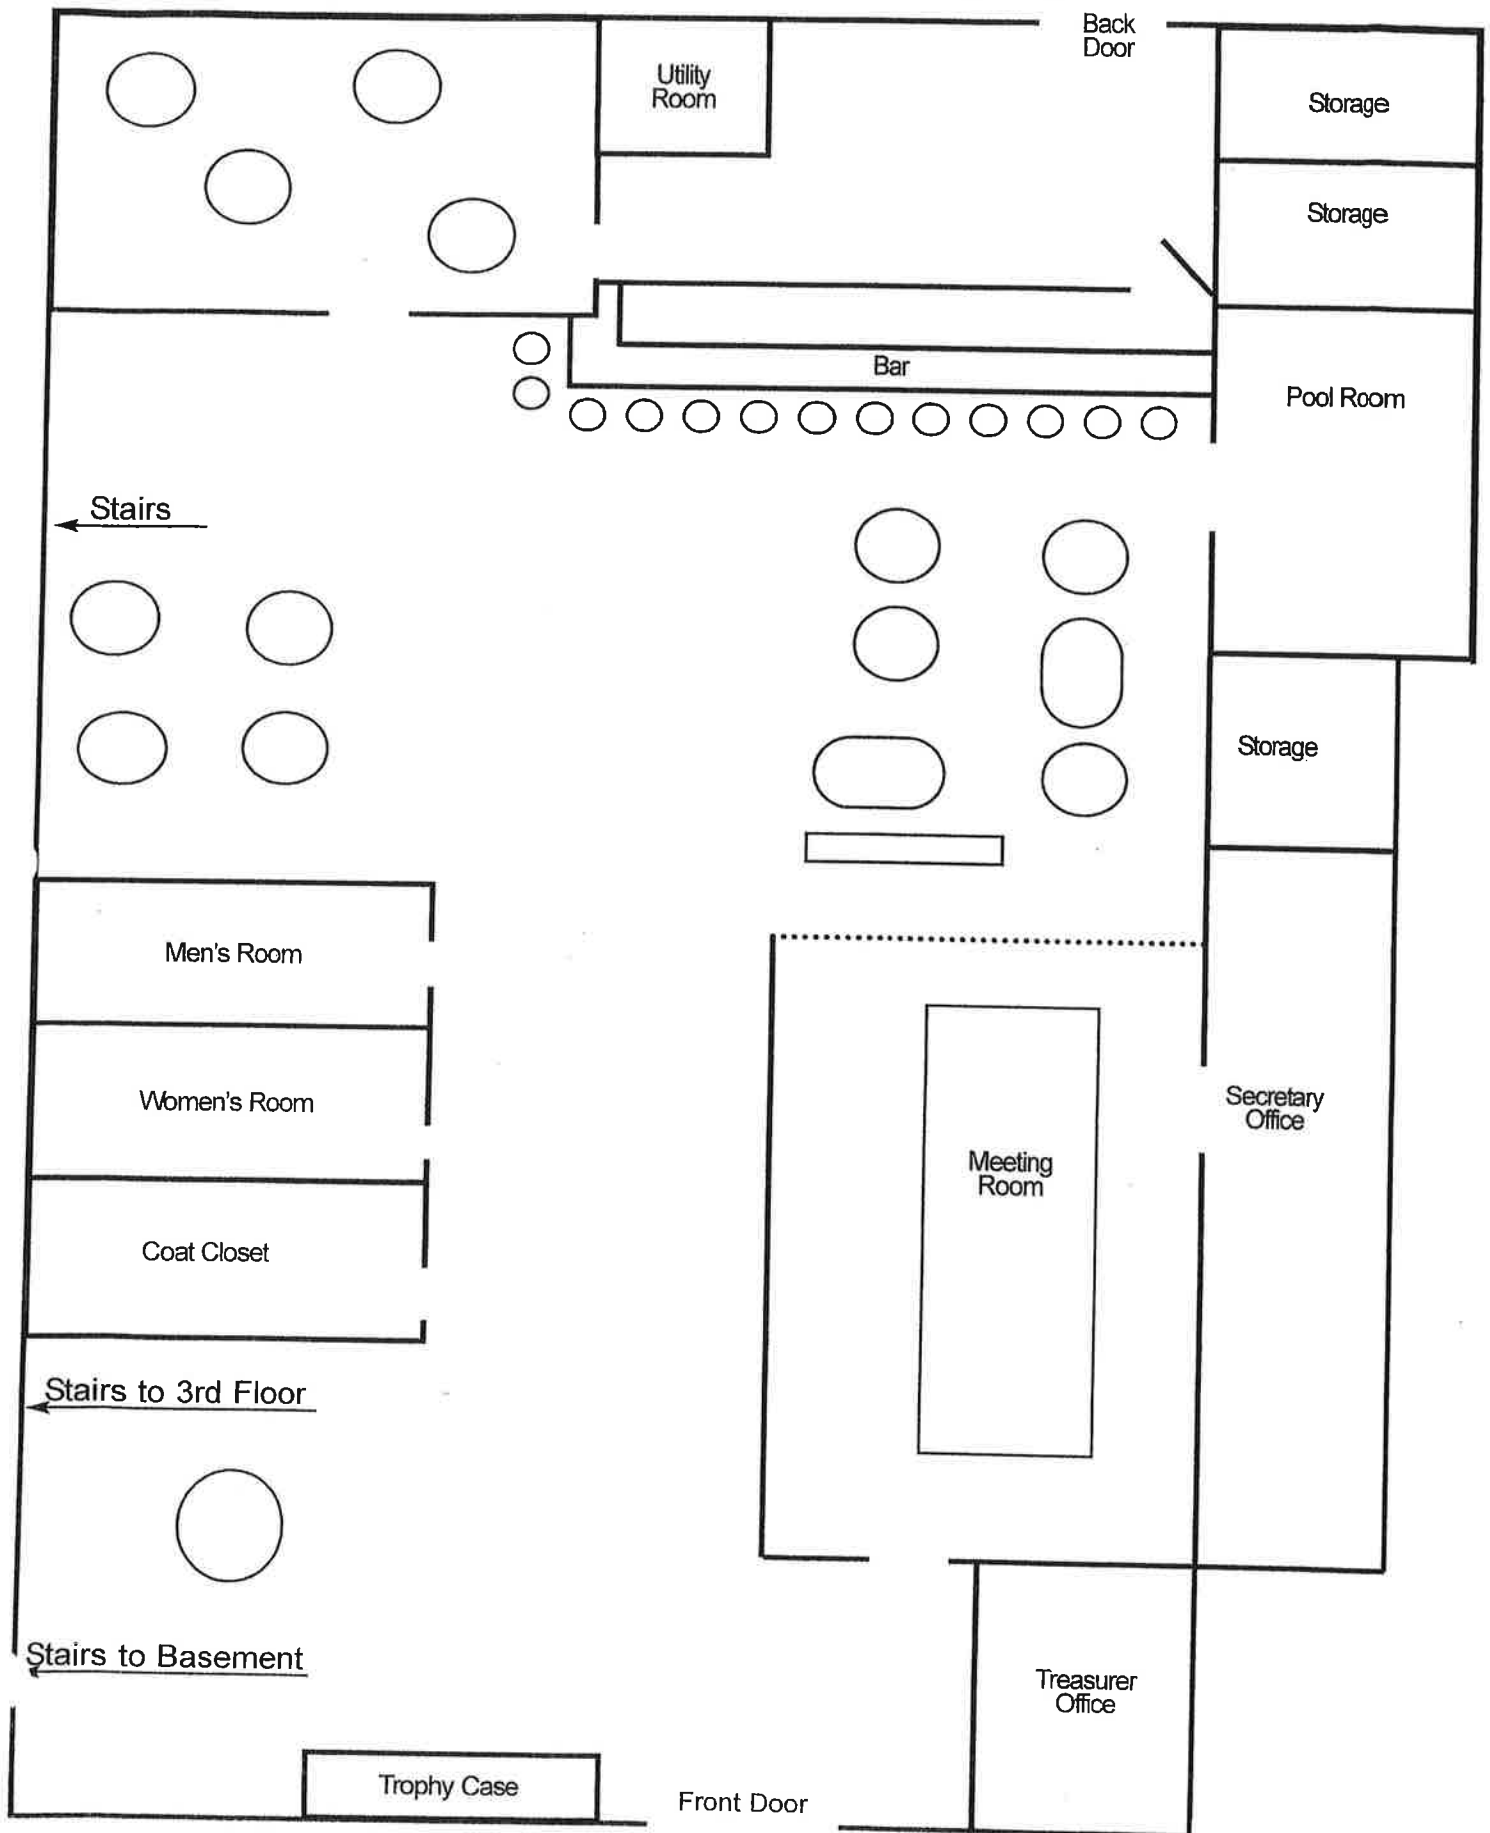 Back
Door
Utility
Room
Storage
Storage
Bar
Pool Room
Stairs
Storage
Men's Room
Women's Room
Secretary
Office
Meeting
Room
Coat Closet
Stairs to 3rd Floor
Stairs to Basement
Treasurer
Office
Trophy Case
Front Door